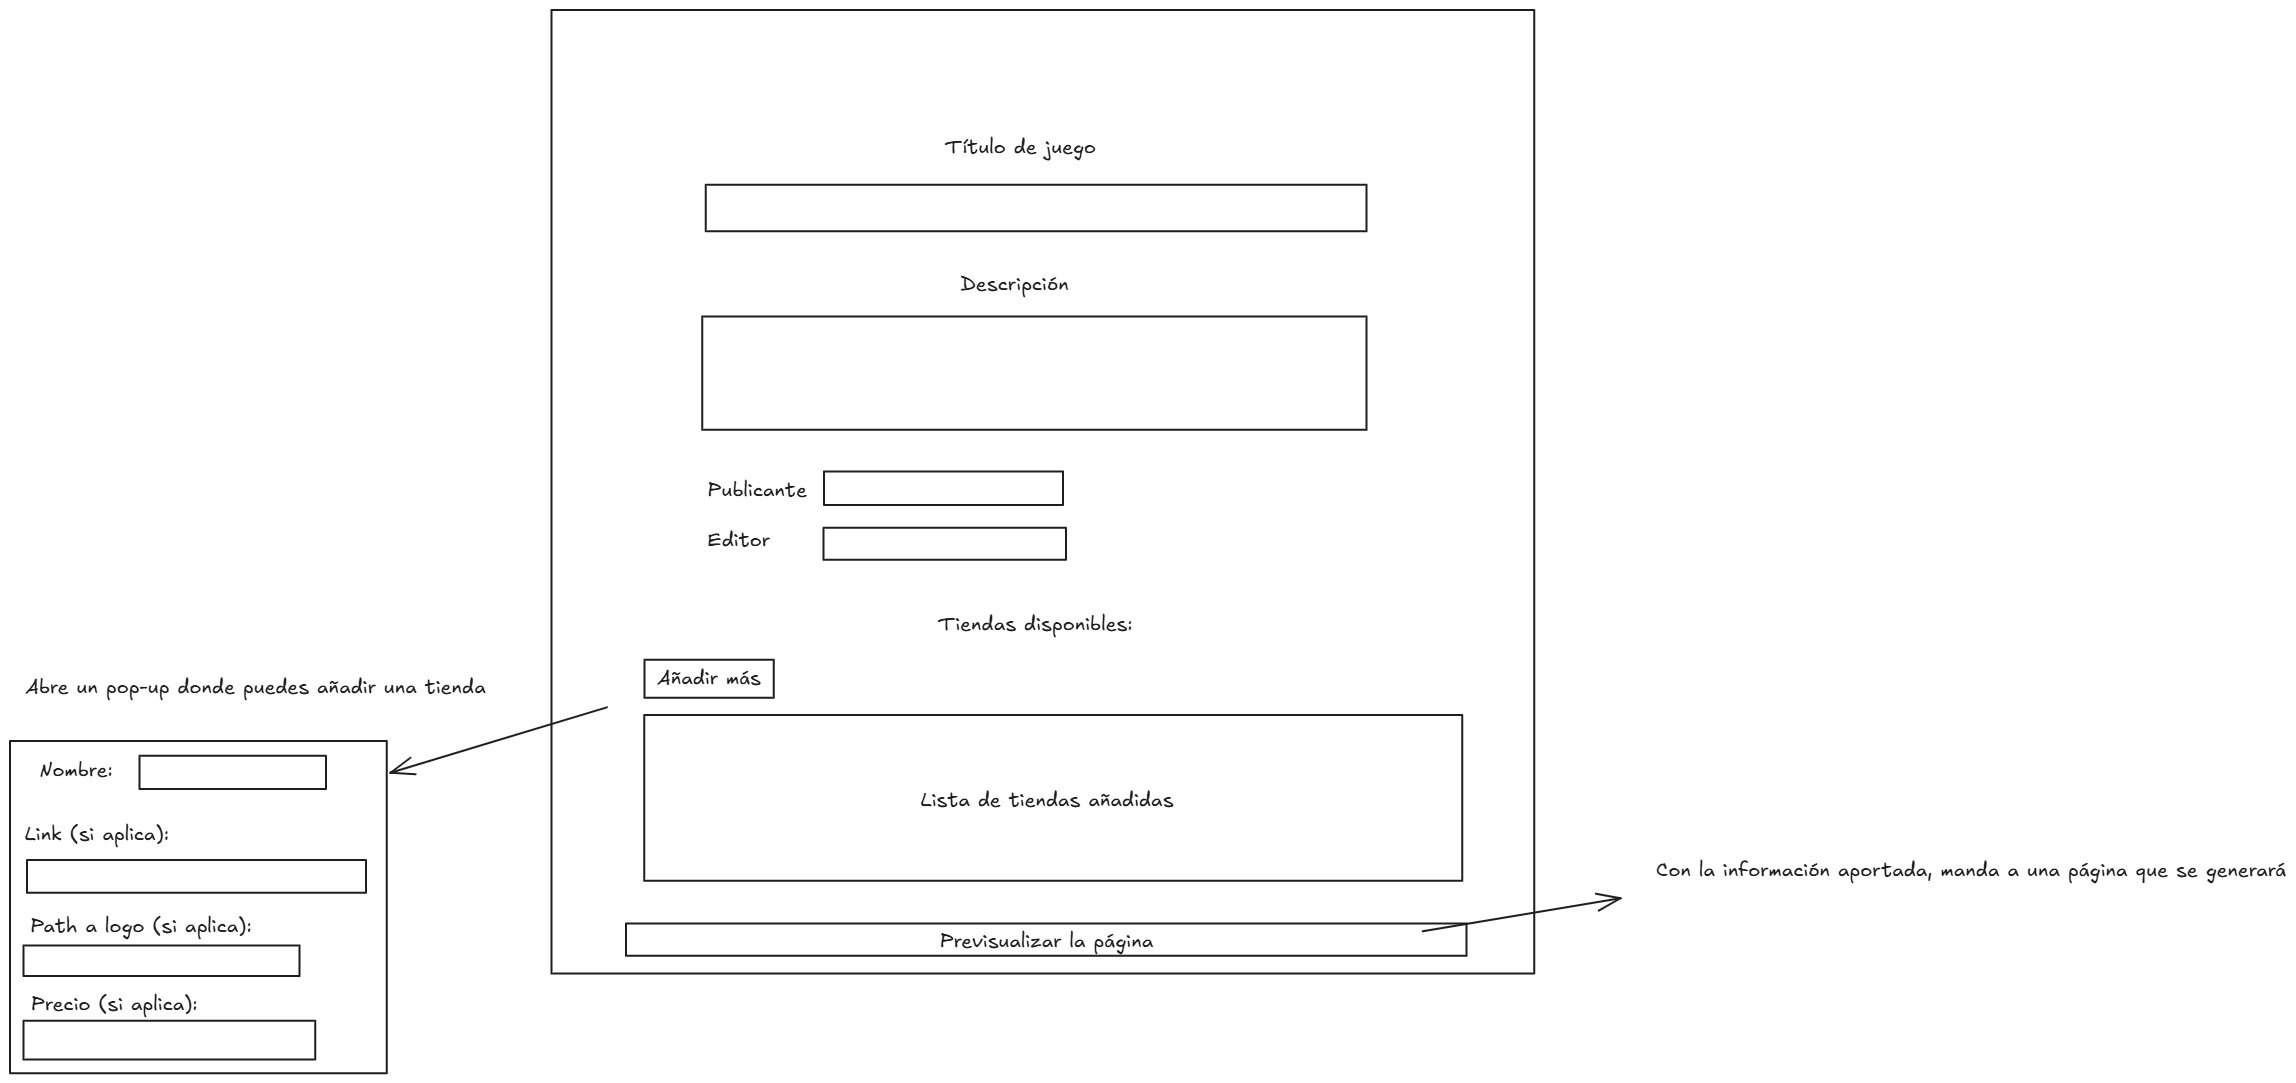 Título de juego
Descripción
Publicante
Editor
Tiendas disponibles:
Añadir más
Lista de tiendas añadidas
Previsualizar la página
Abre un pop-up donde puedes añadir una tienda
Nombre:
Link (si aplica):
Path a logo (si aplica):
Precio (si aplica):
Con la información aportada, manda a una página que se generará